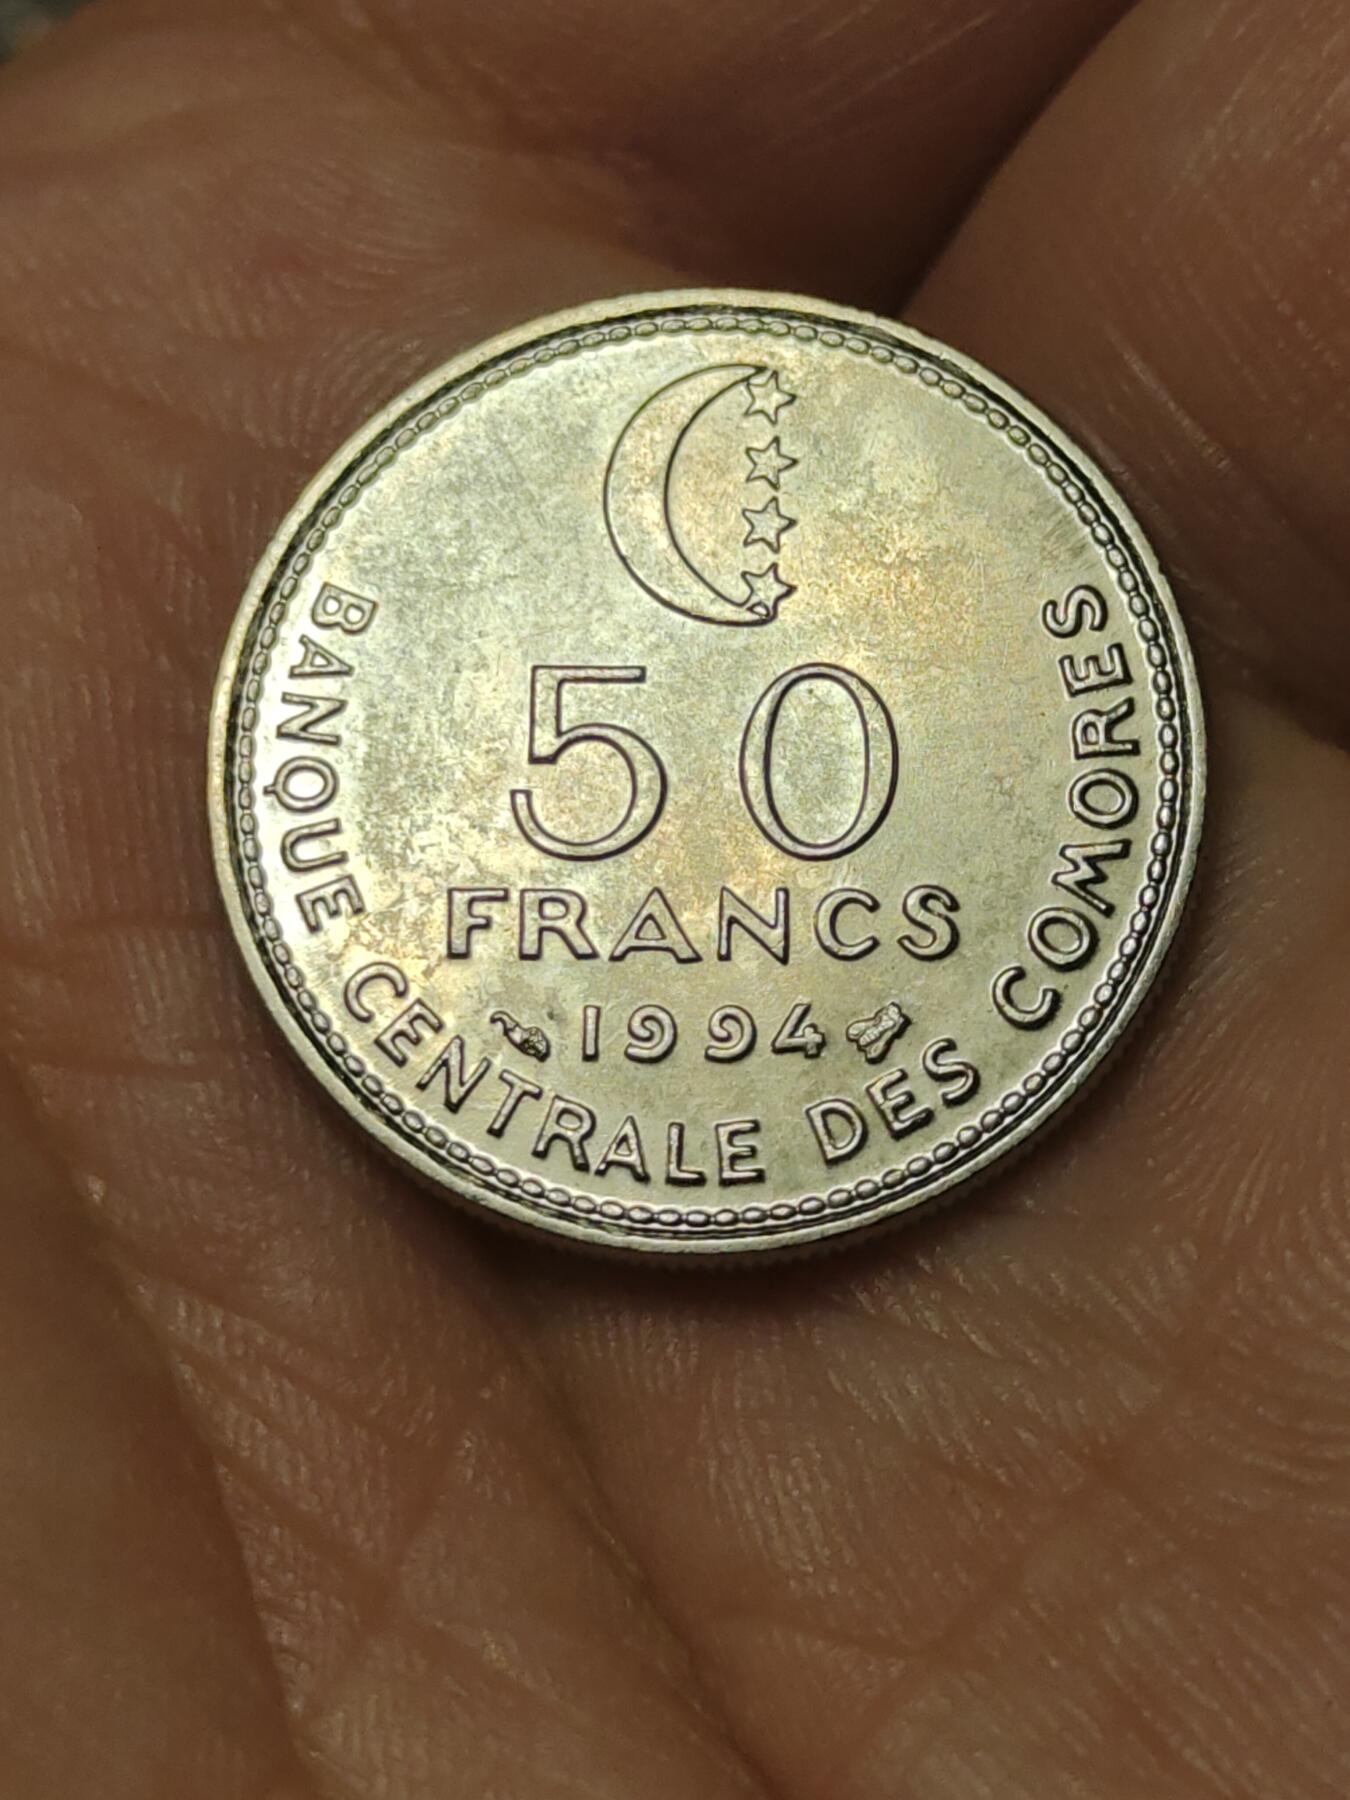 50
FRANCS
1994
BANQUE CENTRALE DES COMORES